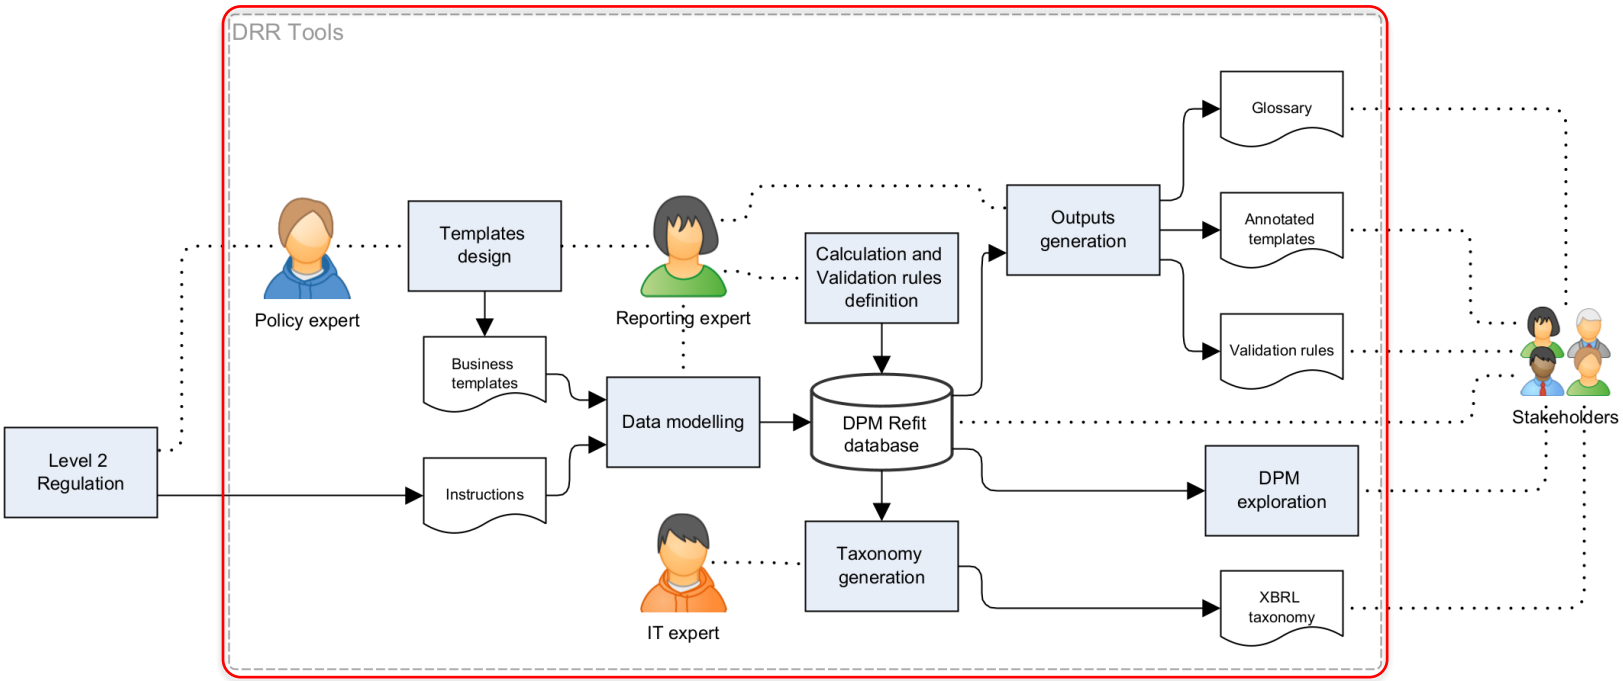 DRR Tools
Glossary
Annotated
templates
Outputs
generation
Templates
design
Calculation and
Validation rules
definition
Policy expert
Reporting expert
Validation rules
Business
templates
Data modelling
DPM Refit
database
Stakeholders
Level 2
Regulation
Instructions
DPM
exploration
Taxonomy
generation
XBRL
taxonomy
IT expert